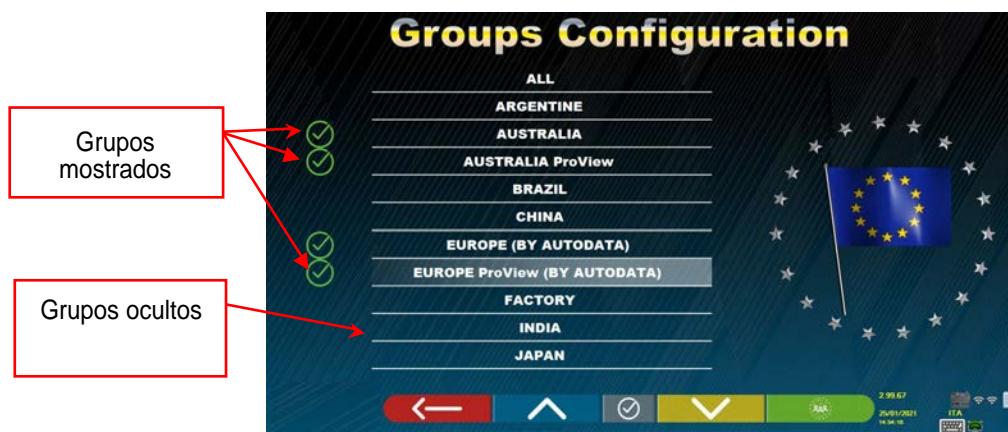 Groups Configuration
ALL
ARGENTINE
Grupos
mostrados
AUSTRALIA
AUSTRALIA ProView
BRAZIL
CHINA
EUROPE (BY AUTODATA)
EUROPE ProView (BY AUTODATA)
Grupos ocultos
FACTORY
INDIA
JAPAN
2.99.67
25/01/2021
ITA